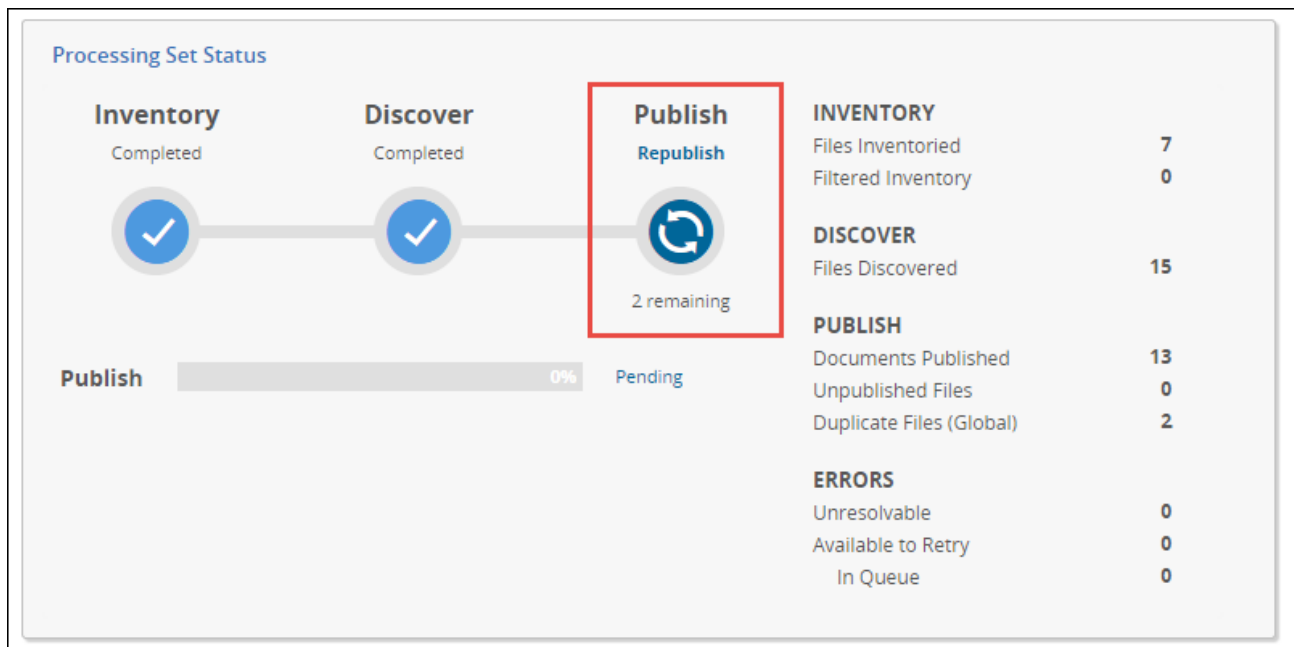 Processing Set Status
Inventory
Completed
Discover
Completed
Publish
Republish
2 remaining
Publish 0% Pending
INVENTORY
Files Inventoried 7
Filtered Inventory 0
DISCOVER
Files Discovered 15
PUBLISH
Documents Published 13
Unpublished Files 0
Duplicate Files (Global) 2
ERRORS
Unresolvable 0
Available to Retry 0
In Queue 0